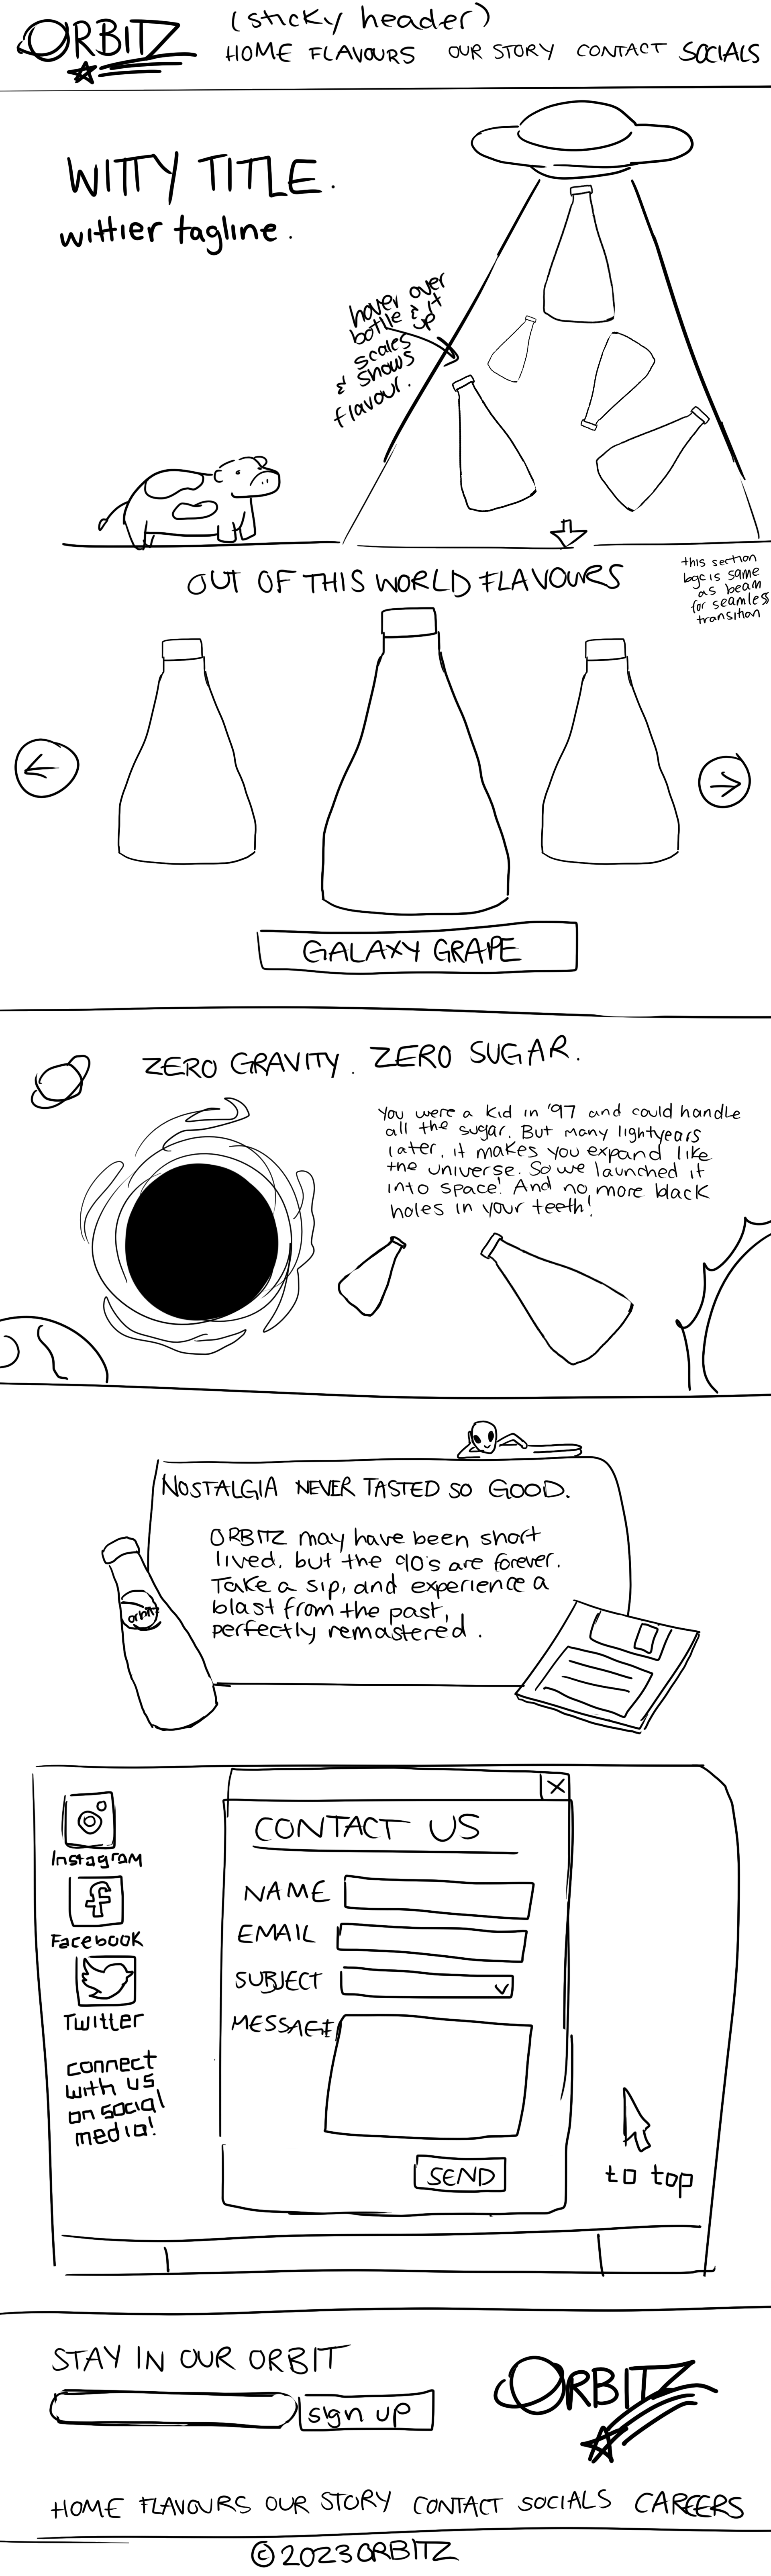 ORBITZ
(sticky header)
HOME FLAVOURS OUR STORY CONTACT SOCIALS
WITTY TITLE.
wittier tagline.
hover over
bottle & it
scales up
& shows
flavour.
OUT OF THIS WORLD FLAVOURS
this section
bgc is same
as beam
for seamless
transition
GALAXY GRAPE
ZERO GRAVITY. ZERO SUGAR.
You were a kid in '97 and could handle
all the sugar. But many lightyears
later, it makes you expand like
the universe. So we launched it
into space! And no more black
holes in your teeth!
NOSTALGIA NEVER TASTED SO GOOD.
ORBITZ may have been short
lived, but the 90's are forever.
Take a sip, and experience a
blast from the past,
perfectly remastered.
orbitz
Instagram
Facebook
Twitter
connect
with us
on social
media!
X
CONTACT US
NAME
EMAIL
SUBJECT
MESSAGE
SEND
to top
STAY IN OUR ORBIT
sign up
ORBITZ
HOME FLAVOURS OUR STORY CONTACT SOCIALS CAREERS
© 2023 ORBITZ